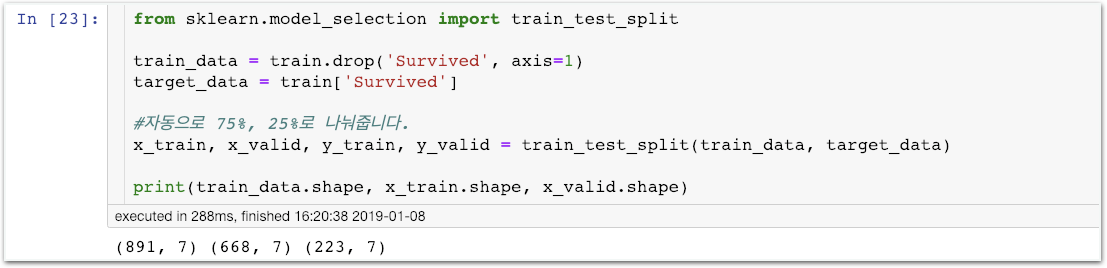 In [23]:
from sklearn.model_selection import train_test_split
train_data = train.drop('Survived', axis=1)
target_data = train['Survived']
#자동으로 75%, 25%로 나눠줍니다.
x_train, x_valid, y_train, y_valid = train_test_split(train_data, target_data)
print(train_data.shape, x_train.shape, x_valid.shape)
executed in 288ms, finished 16:20:38 2019-01-08
(891, 7) (668, 7) (223, 7)